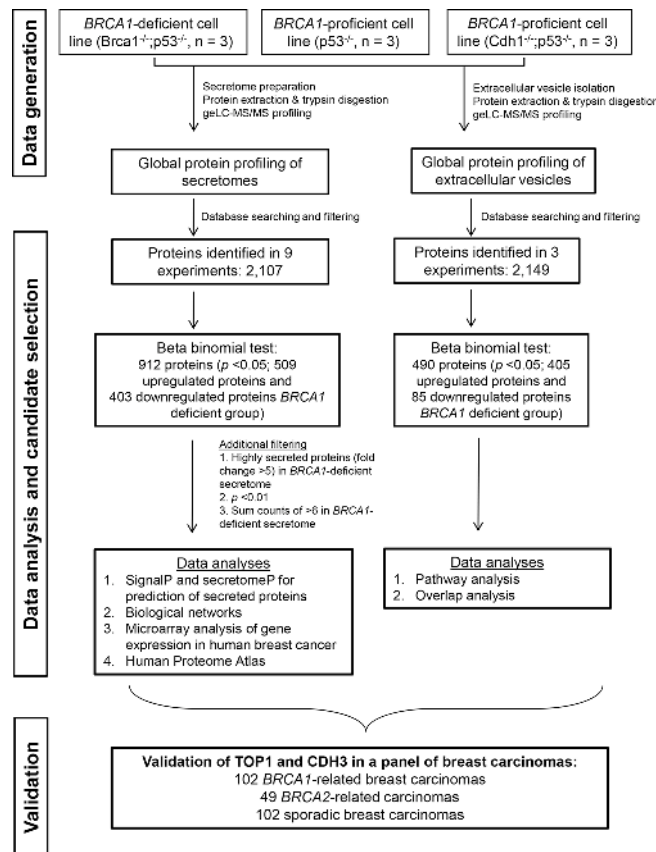 Data generation
BRCA1-deficient cell
line (Brca1-/-;p53-/-, n = 3)
BRCA1-proficient cell
line (p53-/-, n = 3)
BRCA1-proficient cell
line (Cdh1-/-;p53-/-, n = 3)
Secretome preparation
Protein extraction & trypsin disgestion
geLC-MS/MS profiling
Extracellular vesicle isolation
Protein extraction & trypsin disgestion
geLC-MS/MS profiling
Global protein profiling of
secretomes
Global protein profiling of
extracellular vesicles
Database searching and filtering
Database searching and filtering
Data analysis and candidate selection
Proteins identified in 9
experiments: 2,107
Proteins identified in 3
experiments: 2,149
Beta binomial test:
912 proteins (p <0.05; 509
upregulated proteins and
403 downregulated proteins BRCA1
deficient group)
Beta binomial test:
490 proteins (p <0.05; 405
upregulated proteins and
85 downregulated proteins
BRCA1 deficient group)
Additional filtering
1. Highly secreted proteins (fold
change >5) in BRCA1-deficient
secretome
2. p <0.01
3. Sum counts of >6 in BRCA1-
deficient secretome
Data analyses
1. SignalP and secretomeP for
prediction of secreted proteins
2. Biological networks
3. Microarray analysis of gene
expression in human breast cancer
4. Human Proteome Atlas
Data analyses
1. Pathway analysis
2. Overlap analysis
Validation
Validation of TOP1 and CDH3 in a panel of breast carcinomas:
102 BRCA1-related breast carcinomas
49 BRCA2-related carcinomas
102 sporadic breast carcinomas